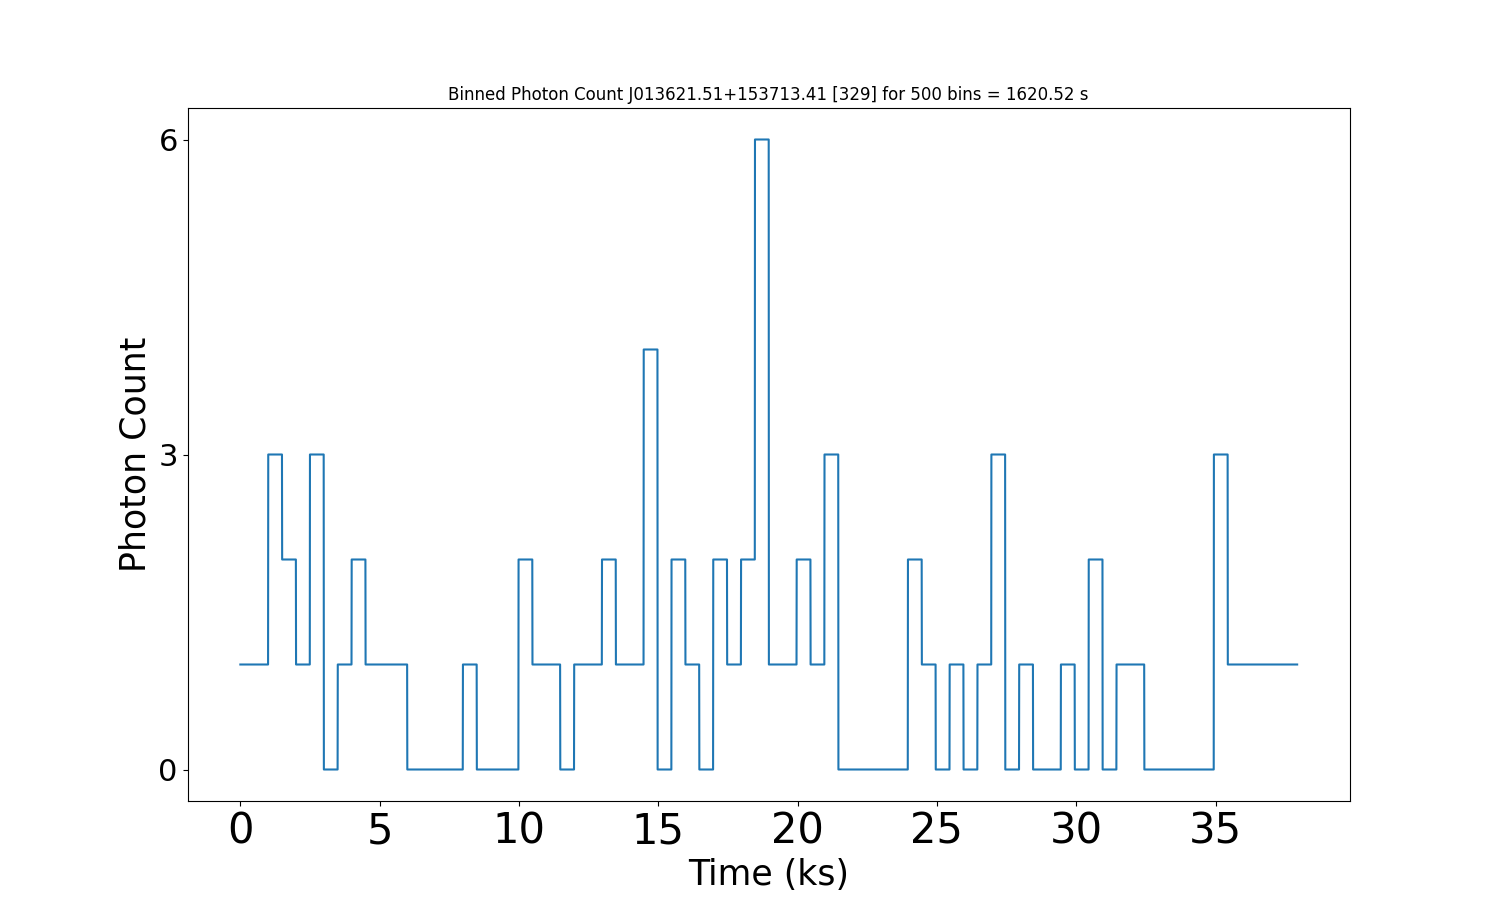 Binned Photon Count J013621.51+153713.41 [329] for 500 bins = 1620.52 s
6
3
0
Photon Count
0 5 10 15 20 25 30 35
Time (ks)